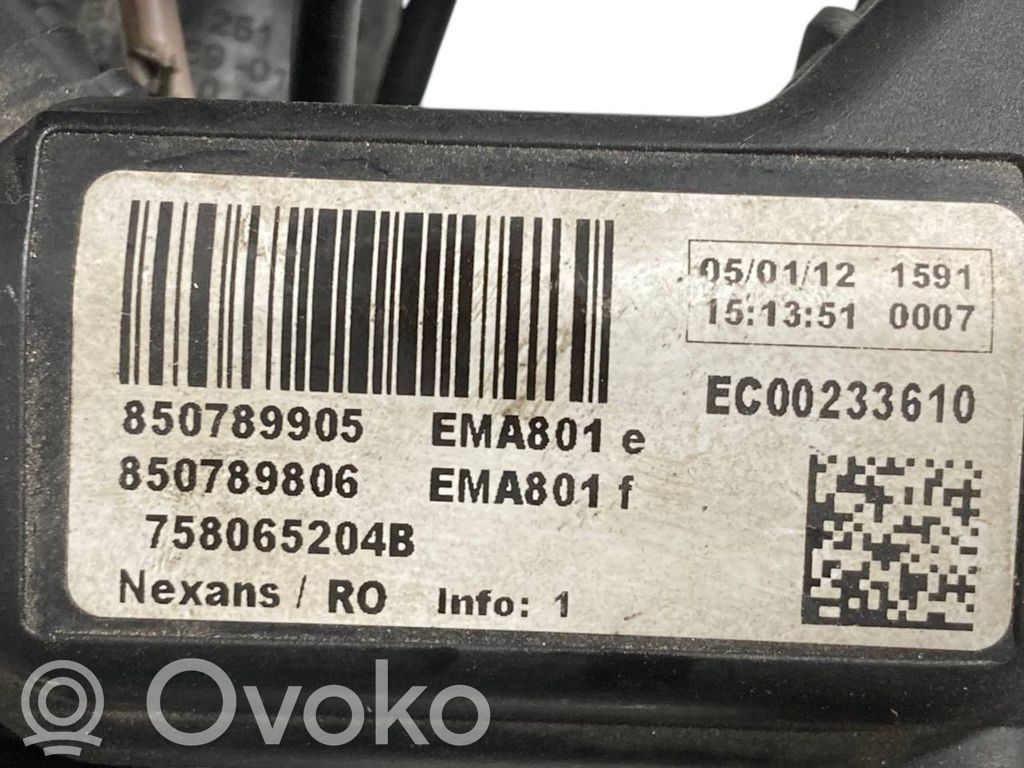 261
05/01/12 1591
15:13:51 0007
EC00233610
850789905 EMA801 e
850789806 EMA801 f
758065204B
Nexans / RO Info: 1
Ovoko